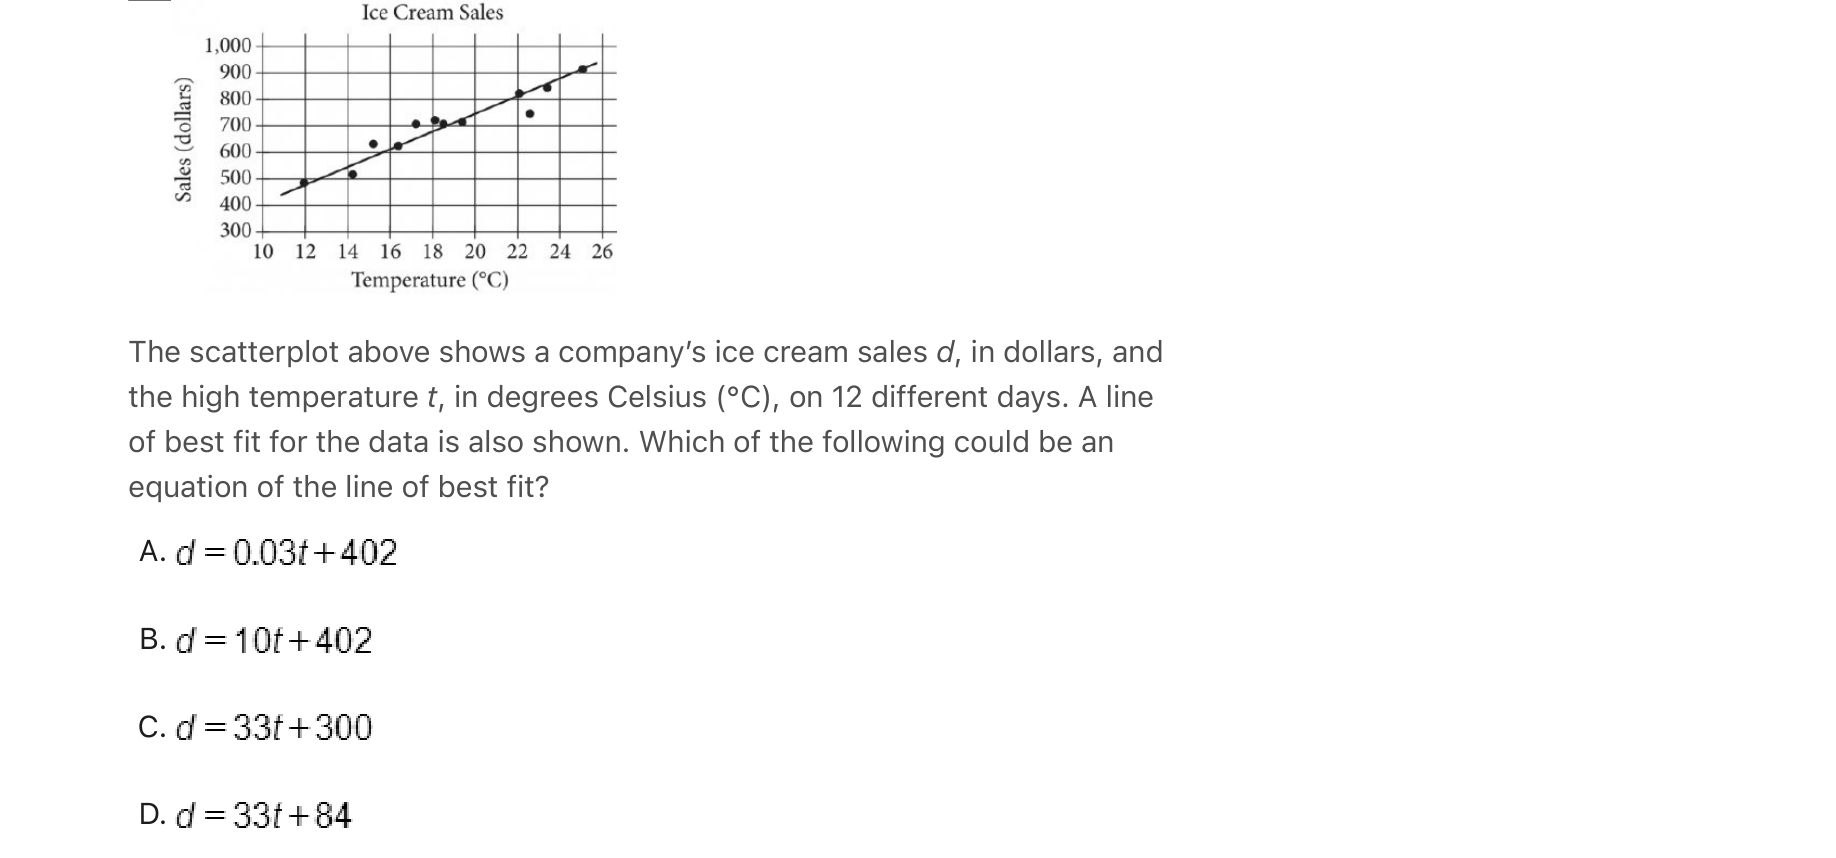 Ice Cream Sales
1,000
900
800
700
600
500
400
300
Sales (dollars)
10 12 14 16 18 20 22 24 26
Temperature (°C)
The scatterplot above shows a company’s ice cream sales d, in dollars, and
the high temperature t, in degrees Celsius (°C), on 12 different days. A line
of best fit for the data is also shown. Which of the following could be an
equation of the line of best fit?
A. d = 0.03t + 402
B. d = 10t + 402
C. d = 33t + 300
D. d = 33t + 84